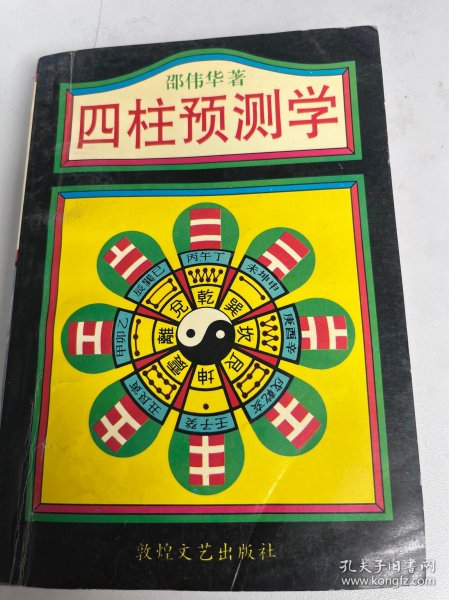 邵伟华著
四柱预测学
丙午丁
未坤申
庚酉辛
戌乾亥
壬子癸
丑艮寅
甲卯乙
辰巽巳
乾
巽
坎
艮
坤
震
離
兌
敦煌文艺出版社
孔夫子旧书网
www.kongfz.com